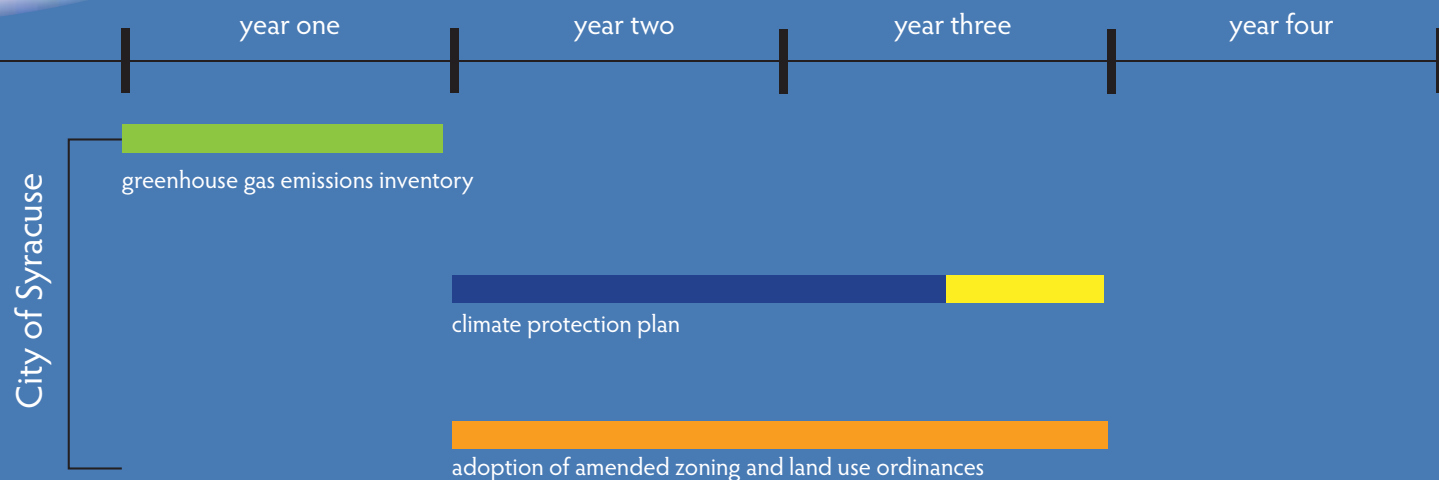 year one
year two
year three
year four
City of Syracuse
greenhouse gas emissions inventory
climate protection plan
adoption of amended zoning and land use ordinances